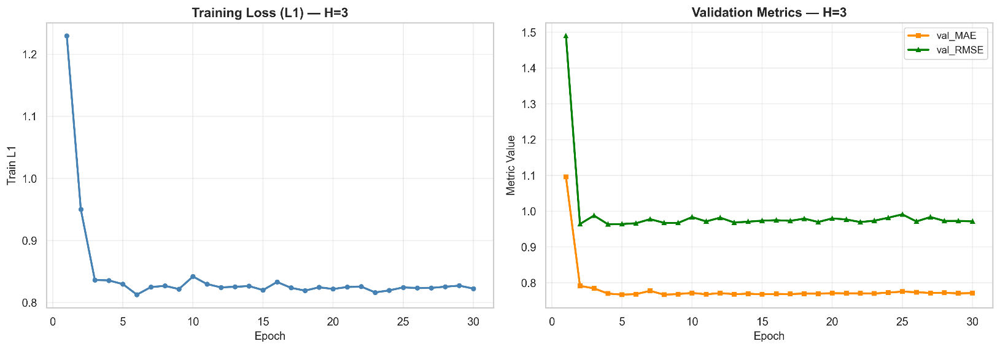 Training Loss (L1) — H=3
Train L1
1.2
1.1
1.0
0.9
0.8
0 5 10 15 20 25 30
Epoch
Validation Metrics — H=3
val_MAE
val_RMSE
Metric Value
1.5
1.4
1.3
1.2
1.1
1.0
0.9
0.8
0 5 10 15 20 25 30
Epoch